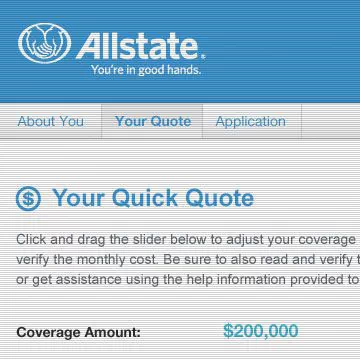 Allstate®
You're in good hands.
About You Your Quote Application
$ Your Quick Quote
Click and drag the slider below to adjust your coverage
verify the monthly cost. Be sure to also read and verify
or get assistance using the help information provided to
Coverage Amount: $200,000